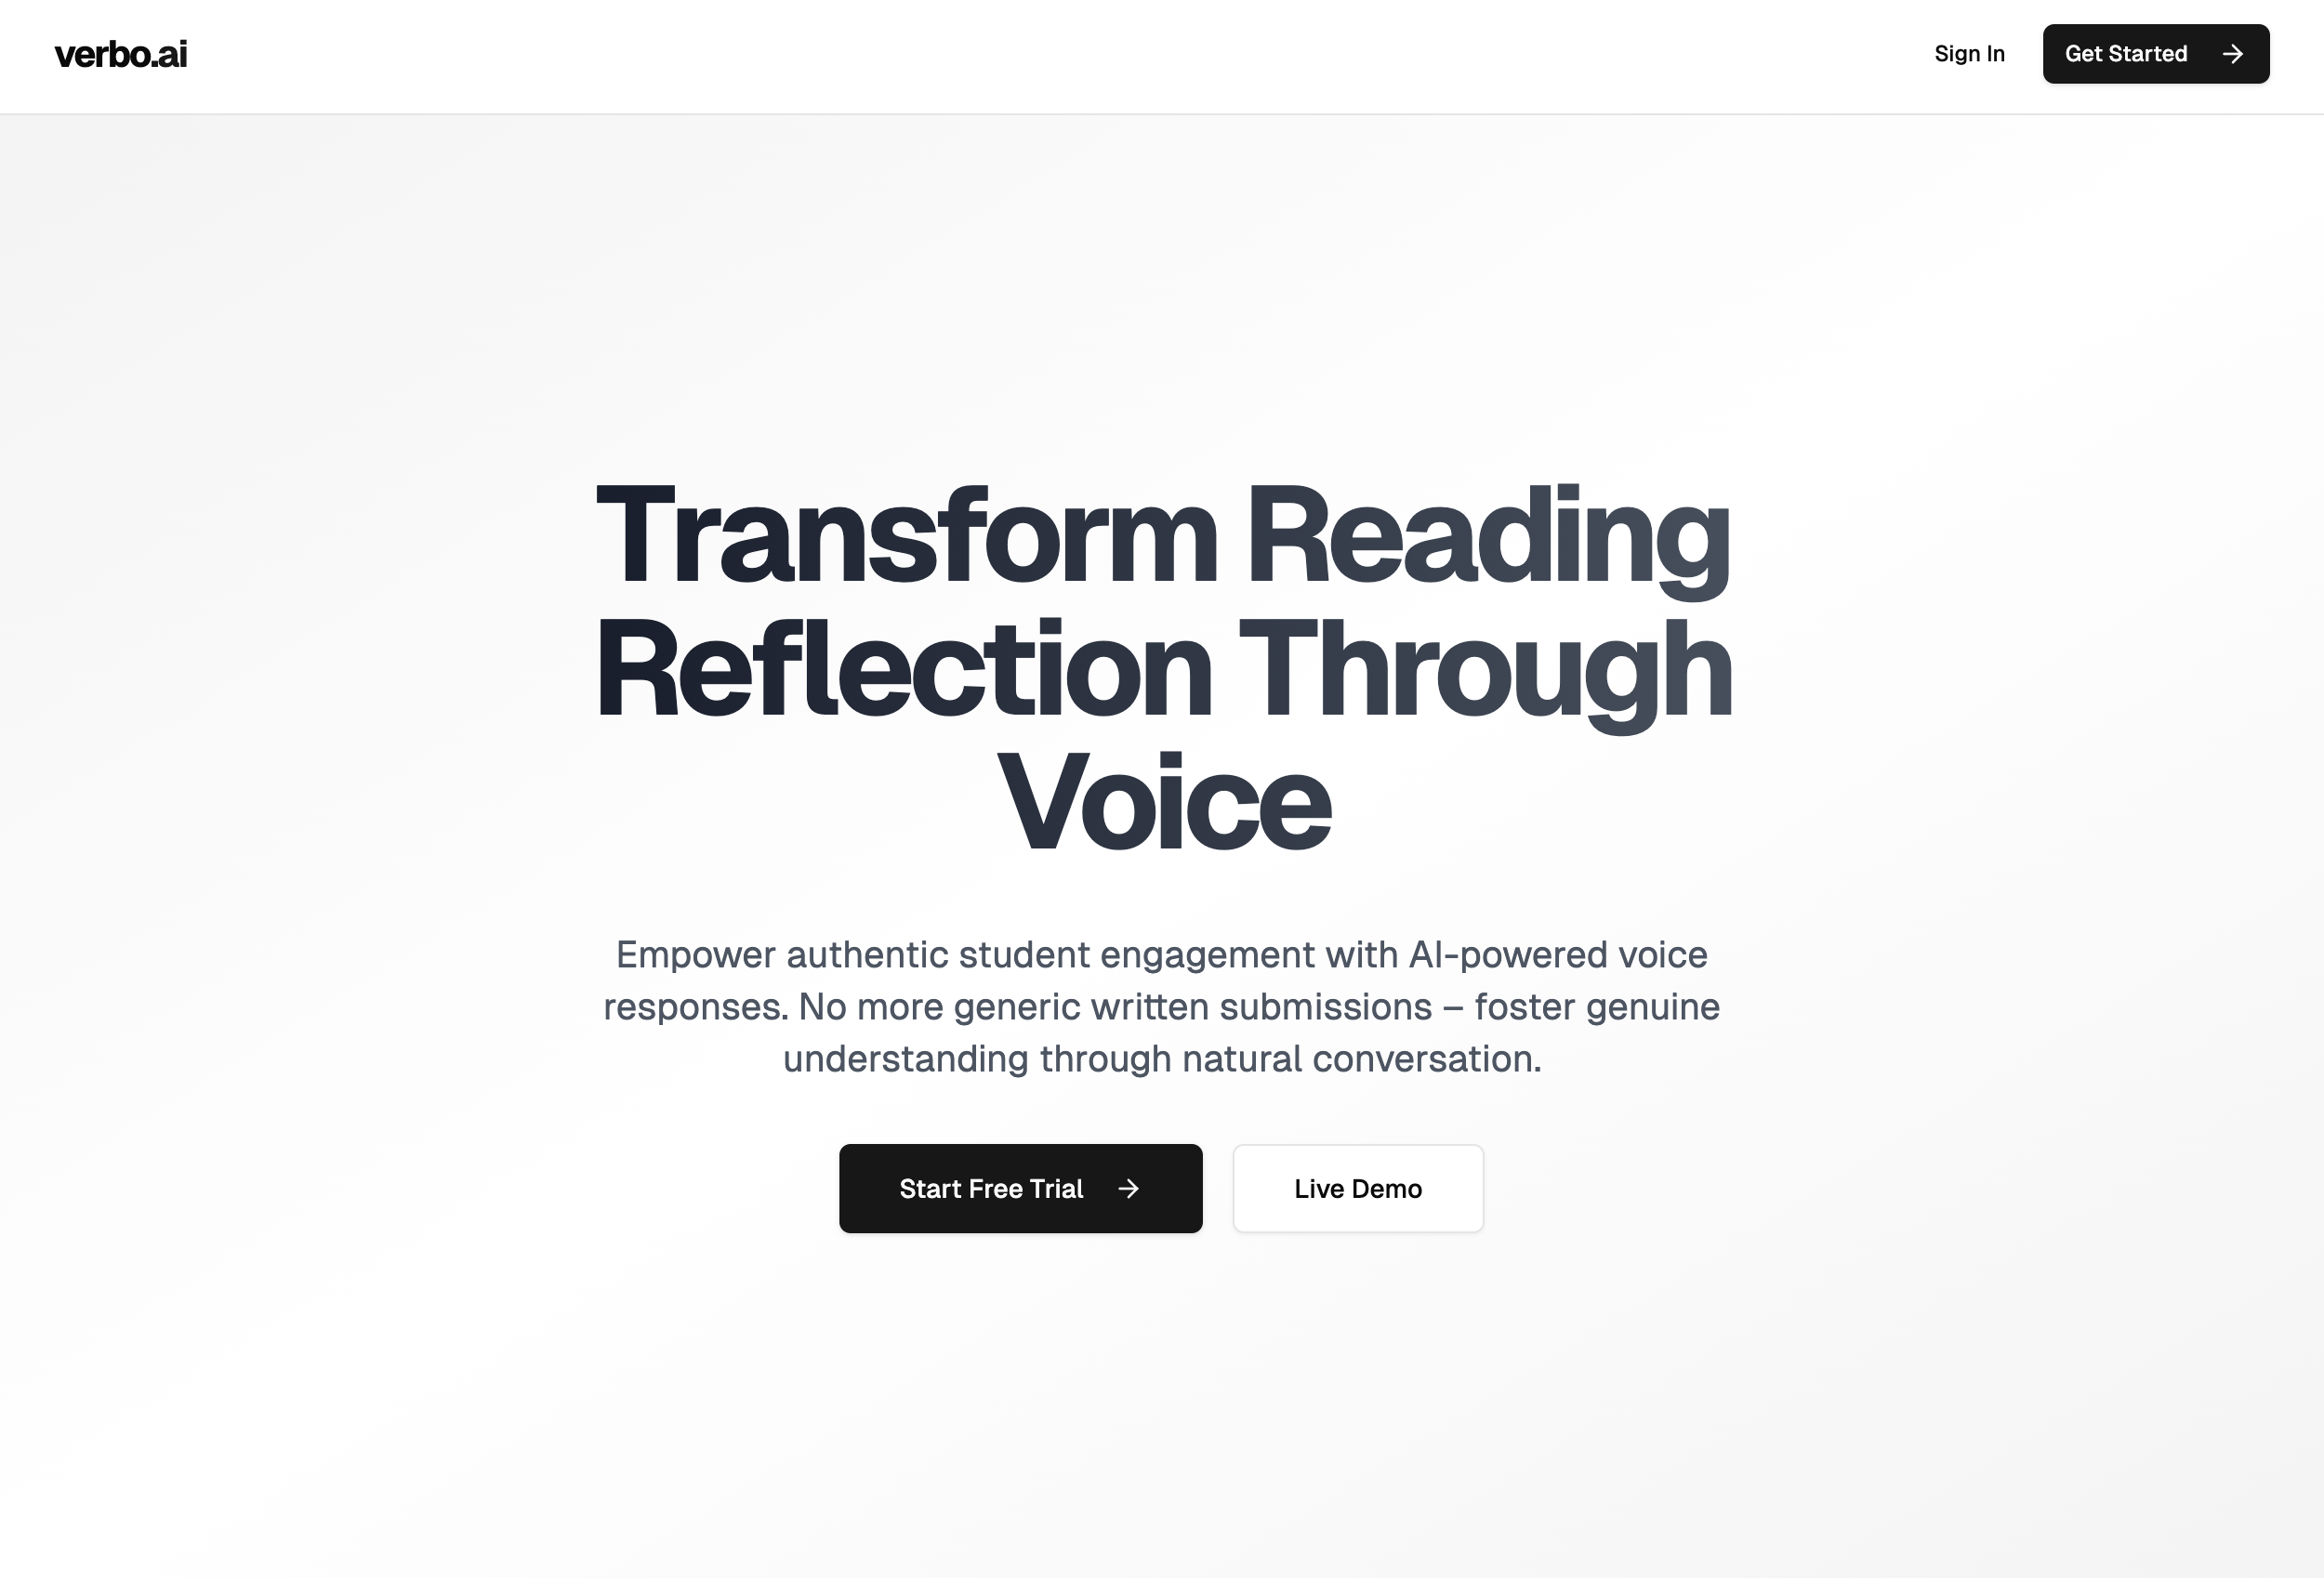 verbo.ai
Sign In
Get Started
Transform Reading
Reflection Through
Voice
Empower authentic student engagement with AI-powered voice
responses. No more generic written submissions – foster genuine
understanding through natural conversation.
Start Free Trial
Live Demo